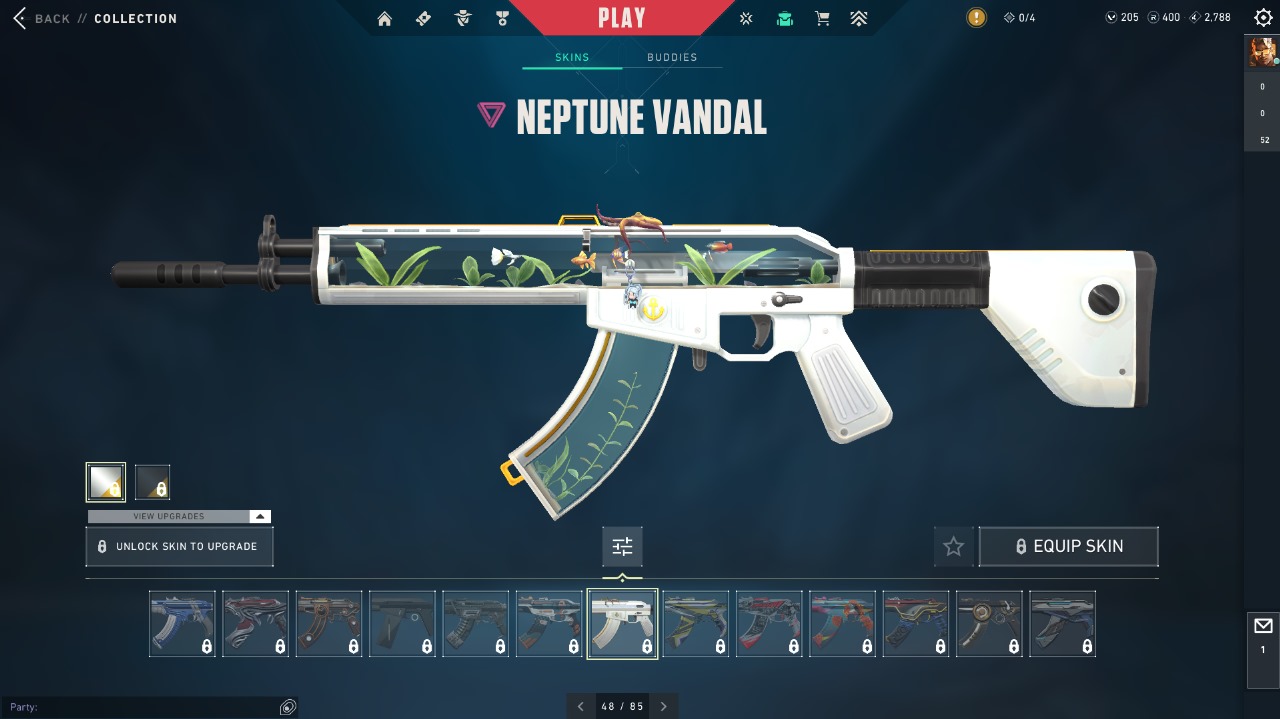 BACK // COLLECTION
PLAY
0/4
205
400
2,788
SKINS
BUDDIES
NEPTUNE VANDAL
0
0
52
VIEW UPGRADES
UNLOCK SKIN TO UPGRADE
EQUIP SKIN
1
Party:
48 / 85